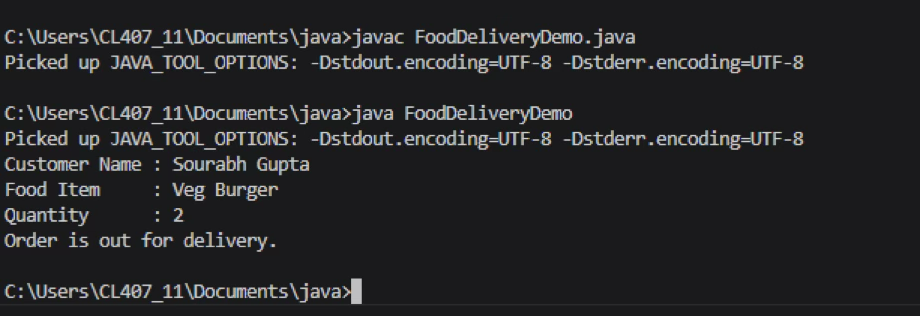 C:\Users\CL407_11\Documents\java>javac FoodDeliveryDemo.java
Picked up JAVA_TOOL_OPTIONS: -Dstdout.encoding=UTF-8 -Dstderr.encoding=UTF-8
C:\Users\CL407_11\Documents\java>java FoodDeliveryDemo
Picked up JAVA_TOOL_OPTIONS: -Dstdout.encoding=UTF-8 -Dstderr.encoding=UTF-8
Customer Name : Sourabh Gupta
Food Item     : Veg Burger
Quantity      : 2
Order is out for delivery.
C:\Users\CL407_11\Documents\java>